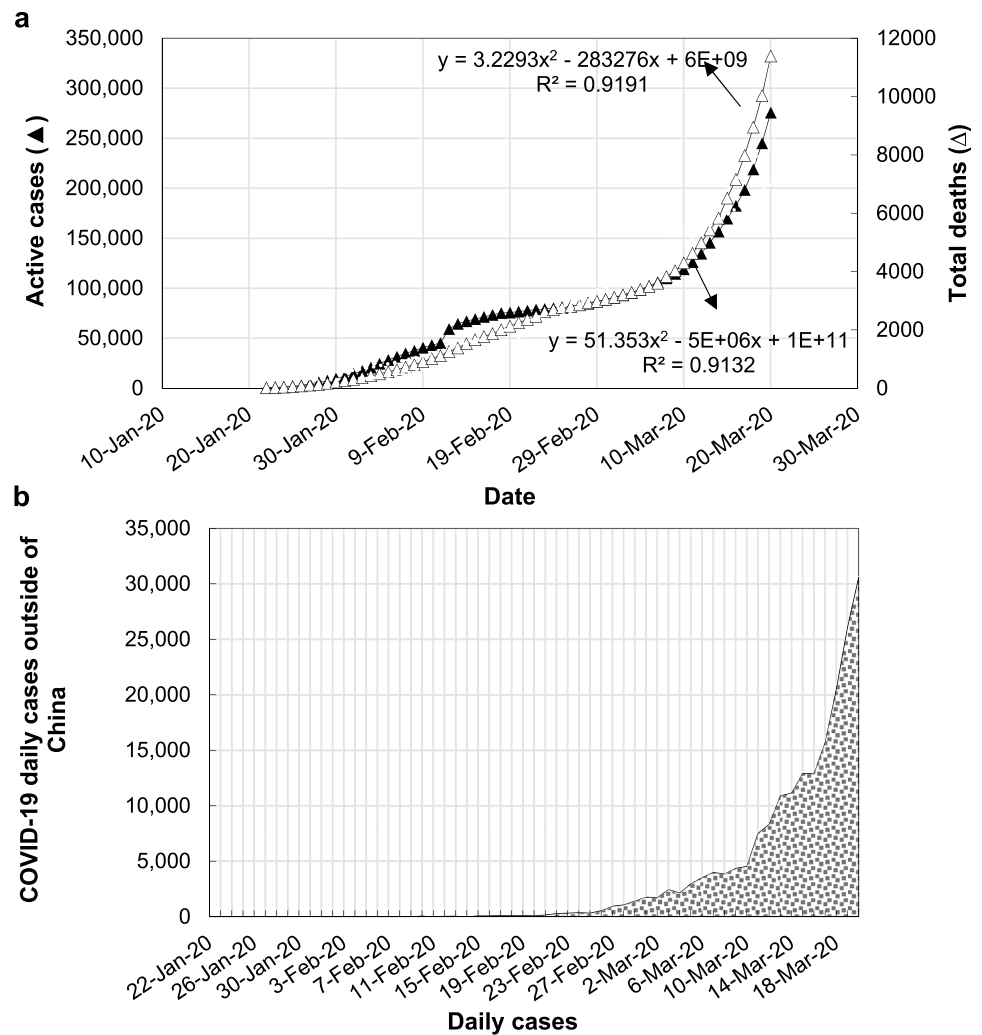 a
350,000
300,000
250,000
200,000
150,000
100,000
50,000
0
Active cases (▲)
12000
10000
8000
6000
4000
2000
0
Total deaths (△)
y = 3.2293x² - 283276x + 6E+09
R² = 0.9191
y = 51.353x² - 5E+06x + 1E+11
R² = 0.9132
10-Jan-20
20-Jan-20
30-Jan-20
9-Feb-20
19-Feb-20
29-Feb-20
10-Mar-20
20-Mar-20
30-Mar-20
Date
b
35,000
30,000
25,000
20,000
15,000
10,000
5,000
0
COVID-19 daily cases outside of
China
22-Jan-20
26-Jan-20
30-Jan-20
3-Feb-20
7-Feb-20
11-Feb-20
15-Feb-20
19-Feb-20
23-Feb-20
27-Feb-20
2-Mar-20
6-Mar-20
10-Mar-20
14-Mar-20
18-Mar-20
Daily cases